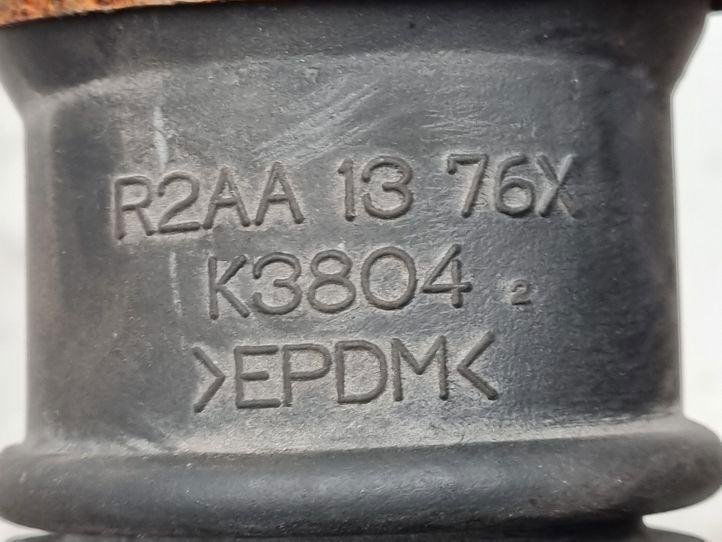 R2AA 13 76X
K3804 2
>EPDM<